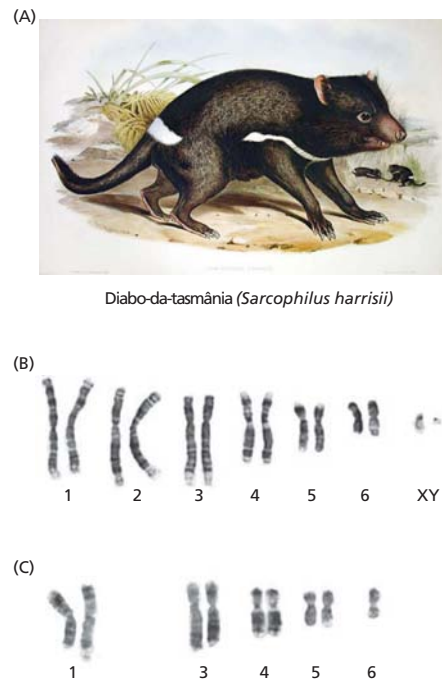 (A)
Diabo-da-tasmânia (Sarcophilus harrisii)
(B)
1 2 3 4 5 6 XY
(C)
1 3 4 5 6